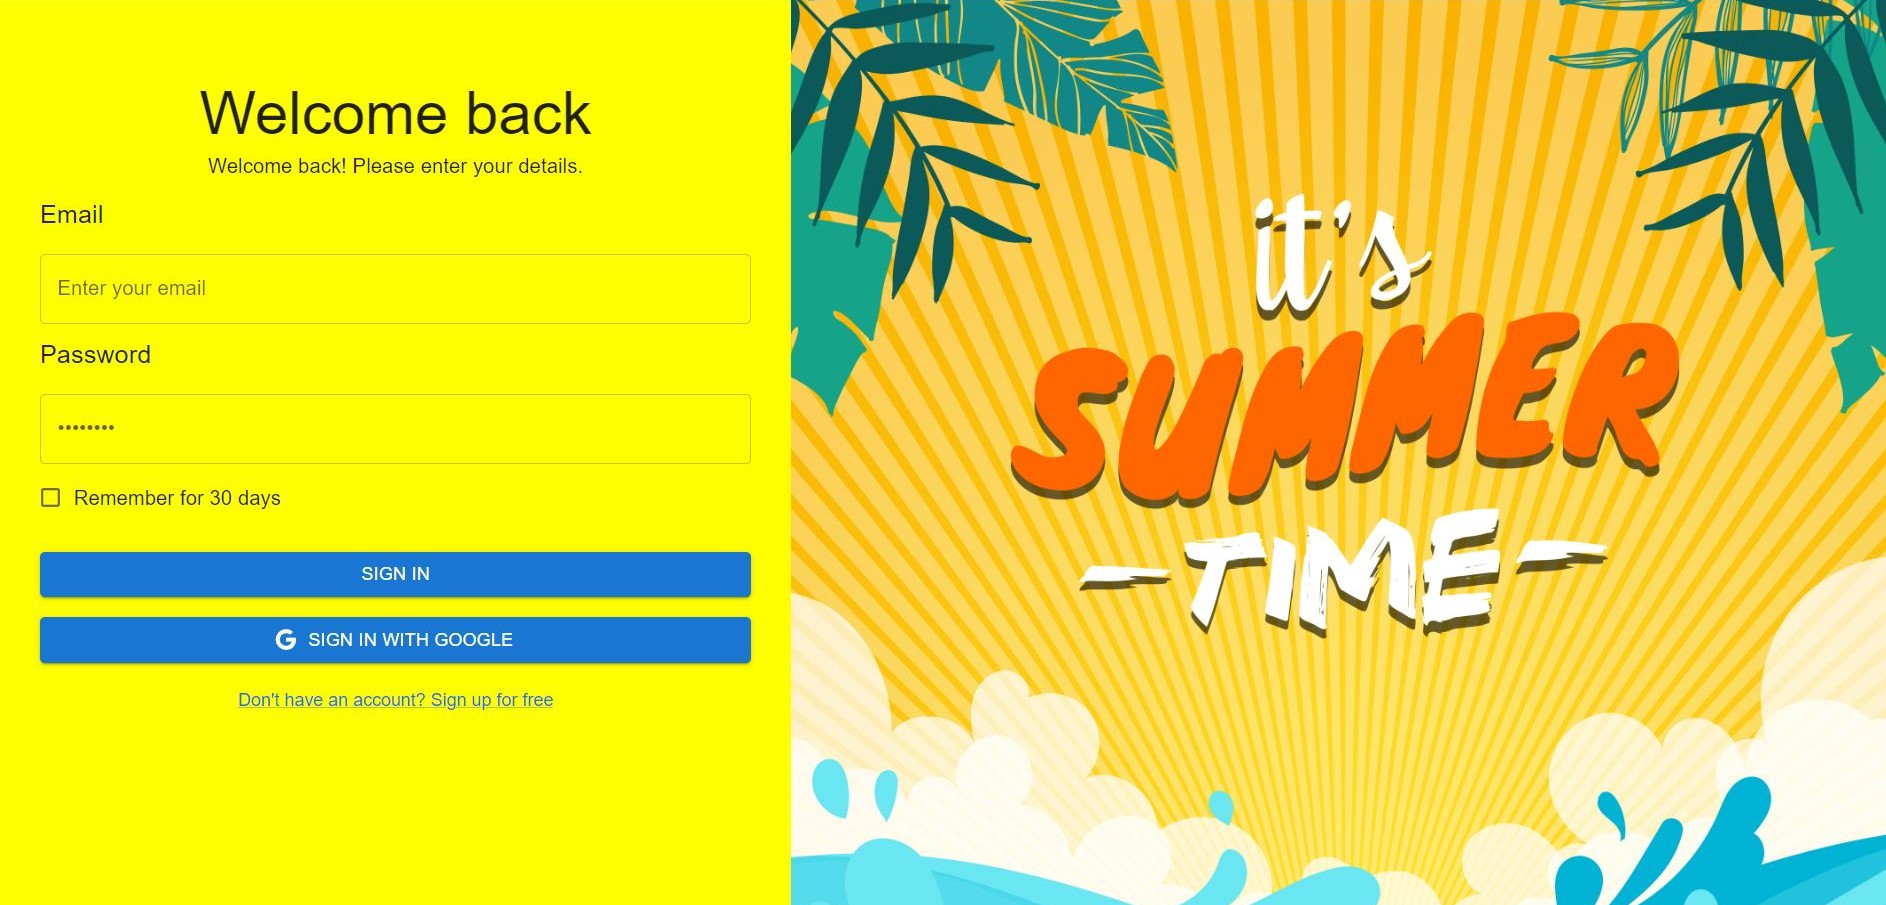 Welcome back
Welcome back! Please enter your details.
Email
Enter your email
Password
••••••••
Remember for 30 days
SIGN IN
G SIGN IN WITH GOOGLE
Don't have an account? Sign up for free
it's
SUMMER
-TIME-